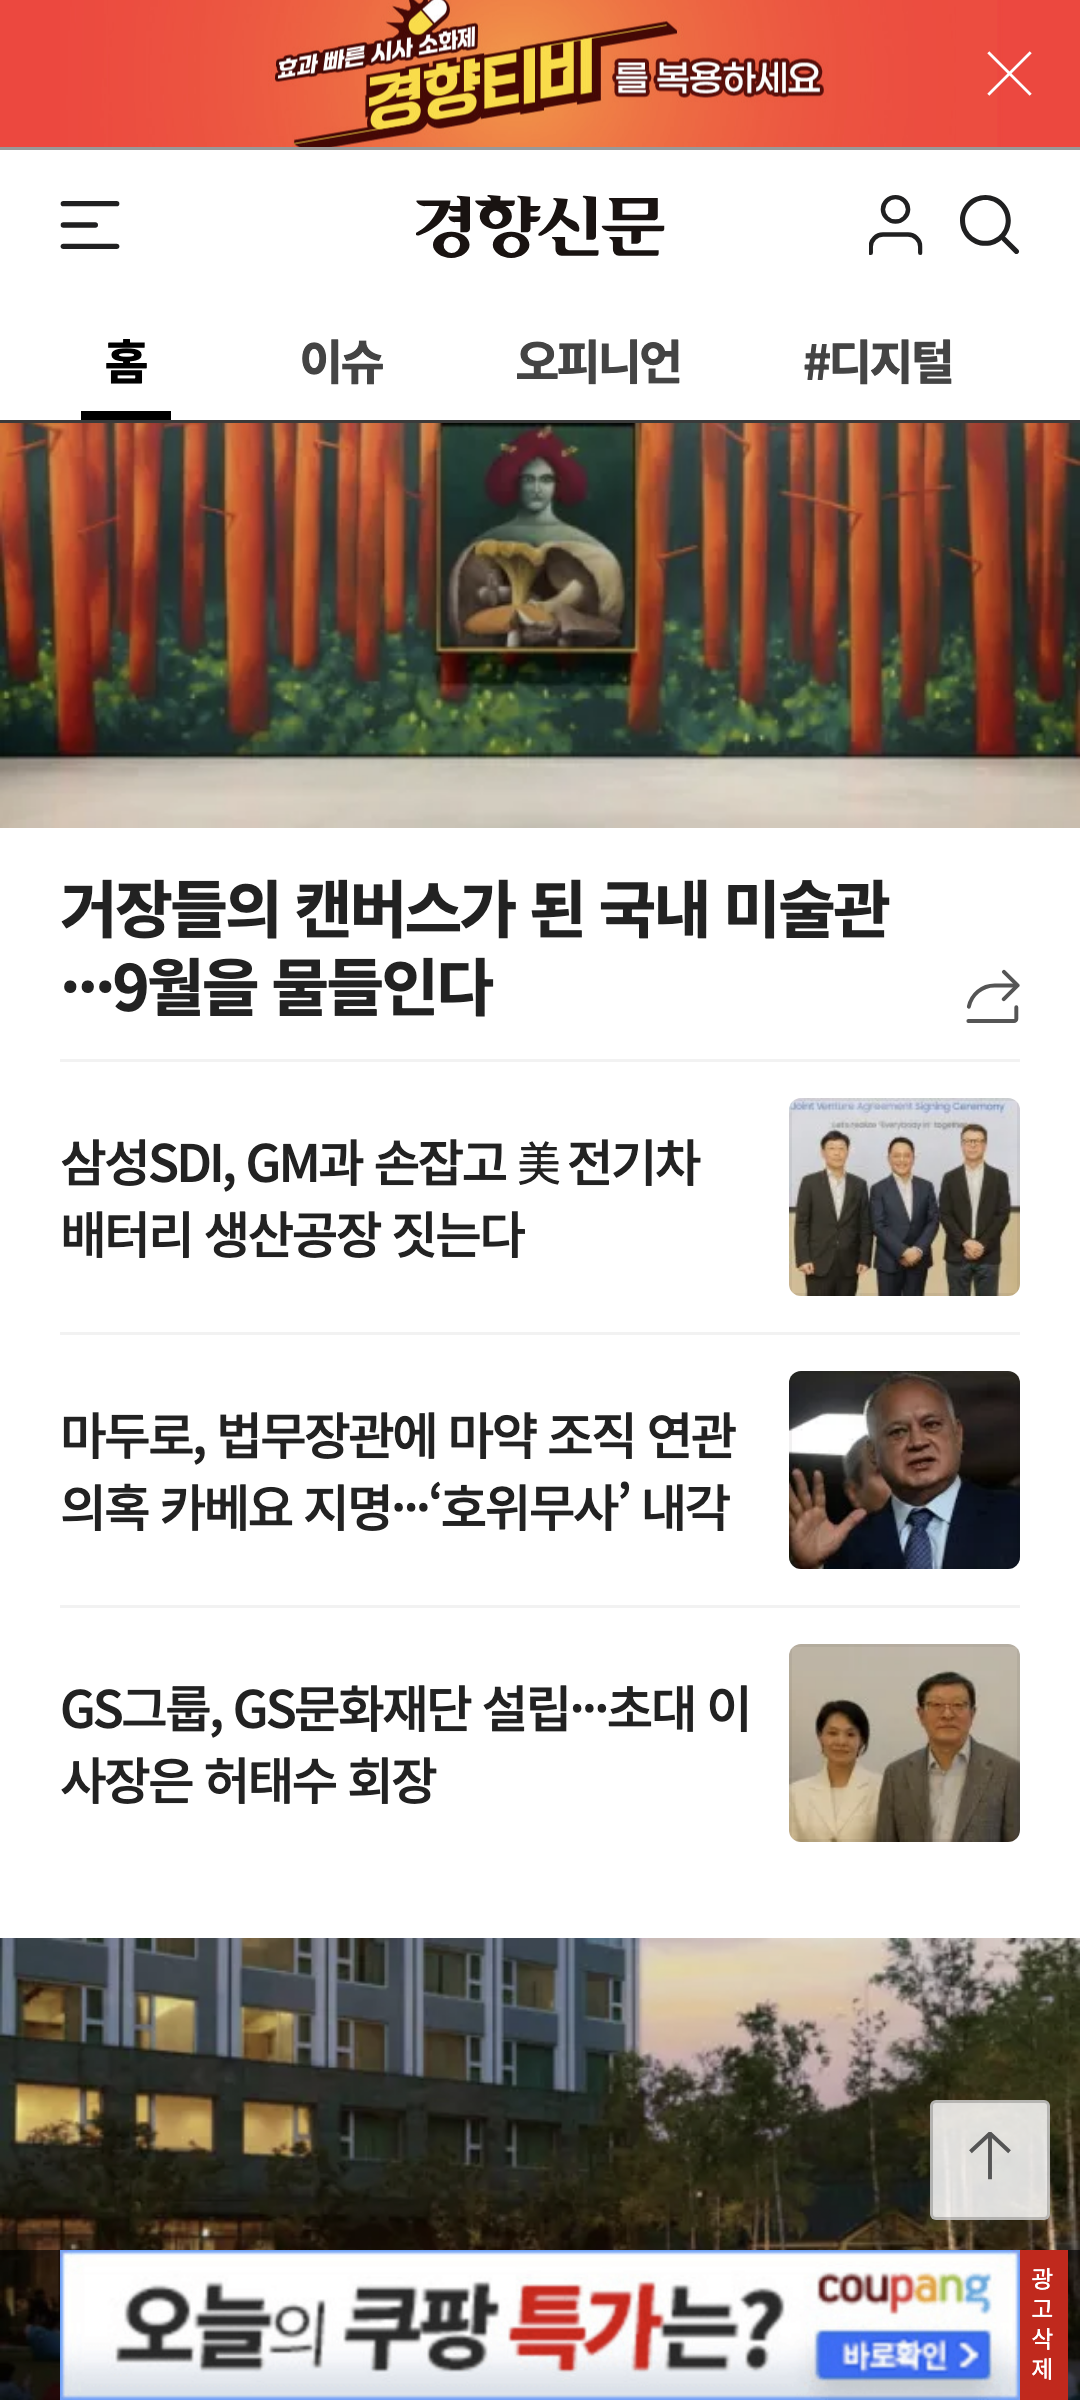 효과 빠른 시사 소화제
경향티비 를 복용하세요
경향신문
홈 이슈 오피니언 #디지털
거장들의 캔버스가 된 국내 미술관
…9월을 물들인다
삼성SDI, GM과 손잡고 美 전기차
배터리 생산공장 짓는다
Joint Venture Agreement Signing Ceremony
Let's realize 'Everybody in' together
마두로, 법무장관에 마약 조직 연관
의혹 카베요 지명…‘호위무사’ 내각
GS그룹, GS문화재단 설립…초대 이
사장은 허태수 회장
오늘의 쿠팡 특가는?
coupang
바로확인
광고삭제